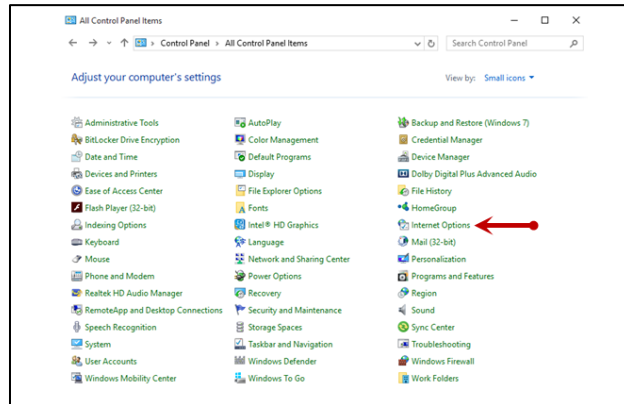 All Control Panel Items
Control Panel > All Control Panel Items Search Control Panel
Adjust your computer's settings View by: Small icons
Administrative Tools AutoPlay Backup and Restore (Windows 7)
BitLocker Drive Encryption Color Management Credential Manager
Date and Time Default Programs Device Manager
Devices and Printers Display Dolby Digital Plus Advanced Audio
Ease of Access Center File Explorer Options File History
Flash Player (32-bit) Fonts HomeGroup
Indexing Options Intel® HD Graphics Internet Options
Keyboard Language Mail (32-bit)
Mouse Network and Sharing Center Personalization
Phone and Modem Power Options Programs and Features
Realtek HD Audio Manager Recovery Region
RemoteApp and Desktop Connections Security and Maintenance Sound
Speech Recognition Storage Spaces Sync Center
System Taskbar and Navigation Troubleshooting
User Accounts Windows Defender Windows Firewall
Windows Mobility Center Windows To Go Work Folders